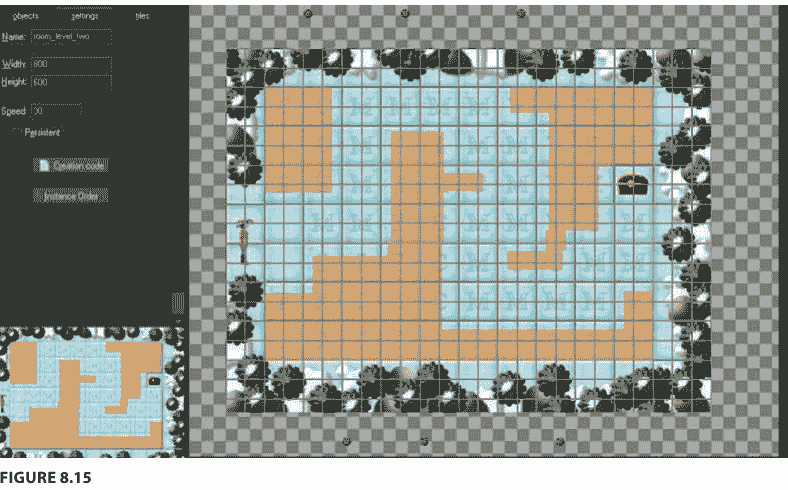 objects settings tiles
Name: room_level_two
Width: 800
Height: 600
Speed: 30
Persistent
Creation code
Instance Order
FIGURE 8.15